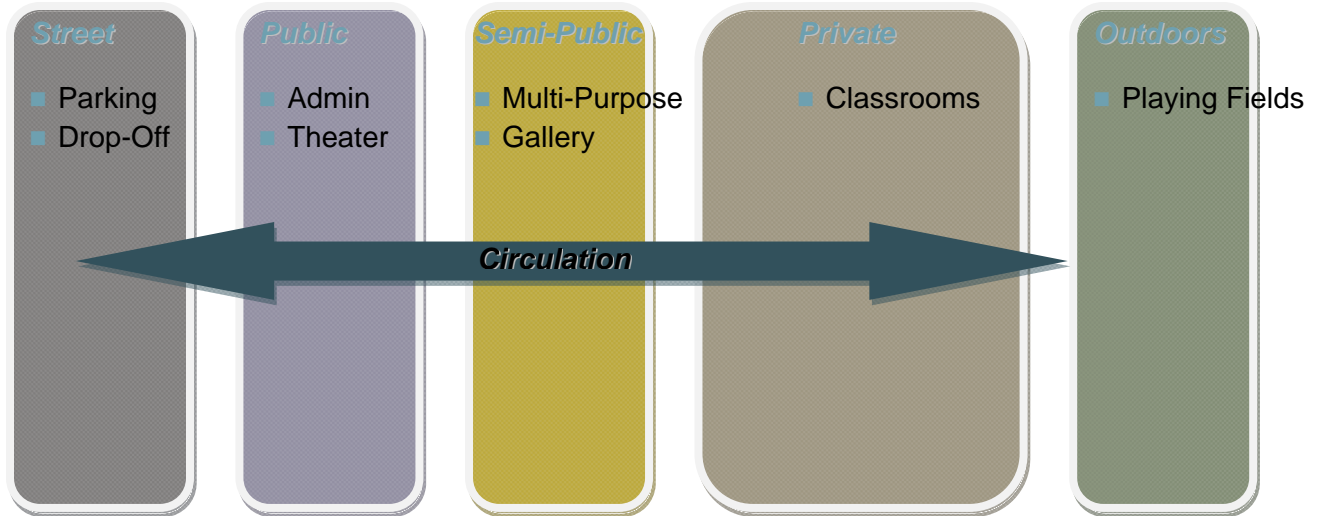 Street
Parking
Drop-Off
Public
Admin
Theater
Semi-Public
Multi-Purpose
Gallery
Private
Classrooms
Outdoors
Playing Fields
Circulation